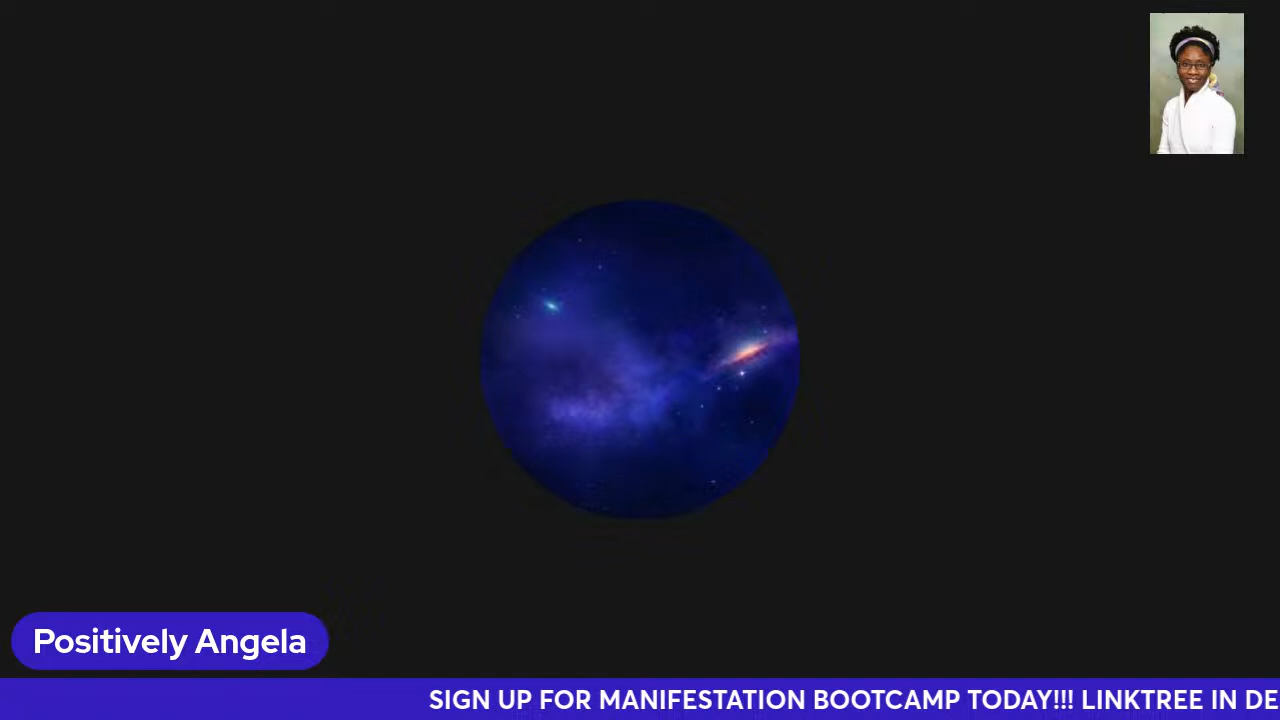 Positively Angela
SIGN UP FOR MANIFESTATION BOOTCAMP TODAY!!! LINKTREE IN DE